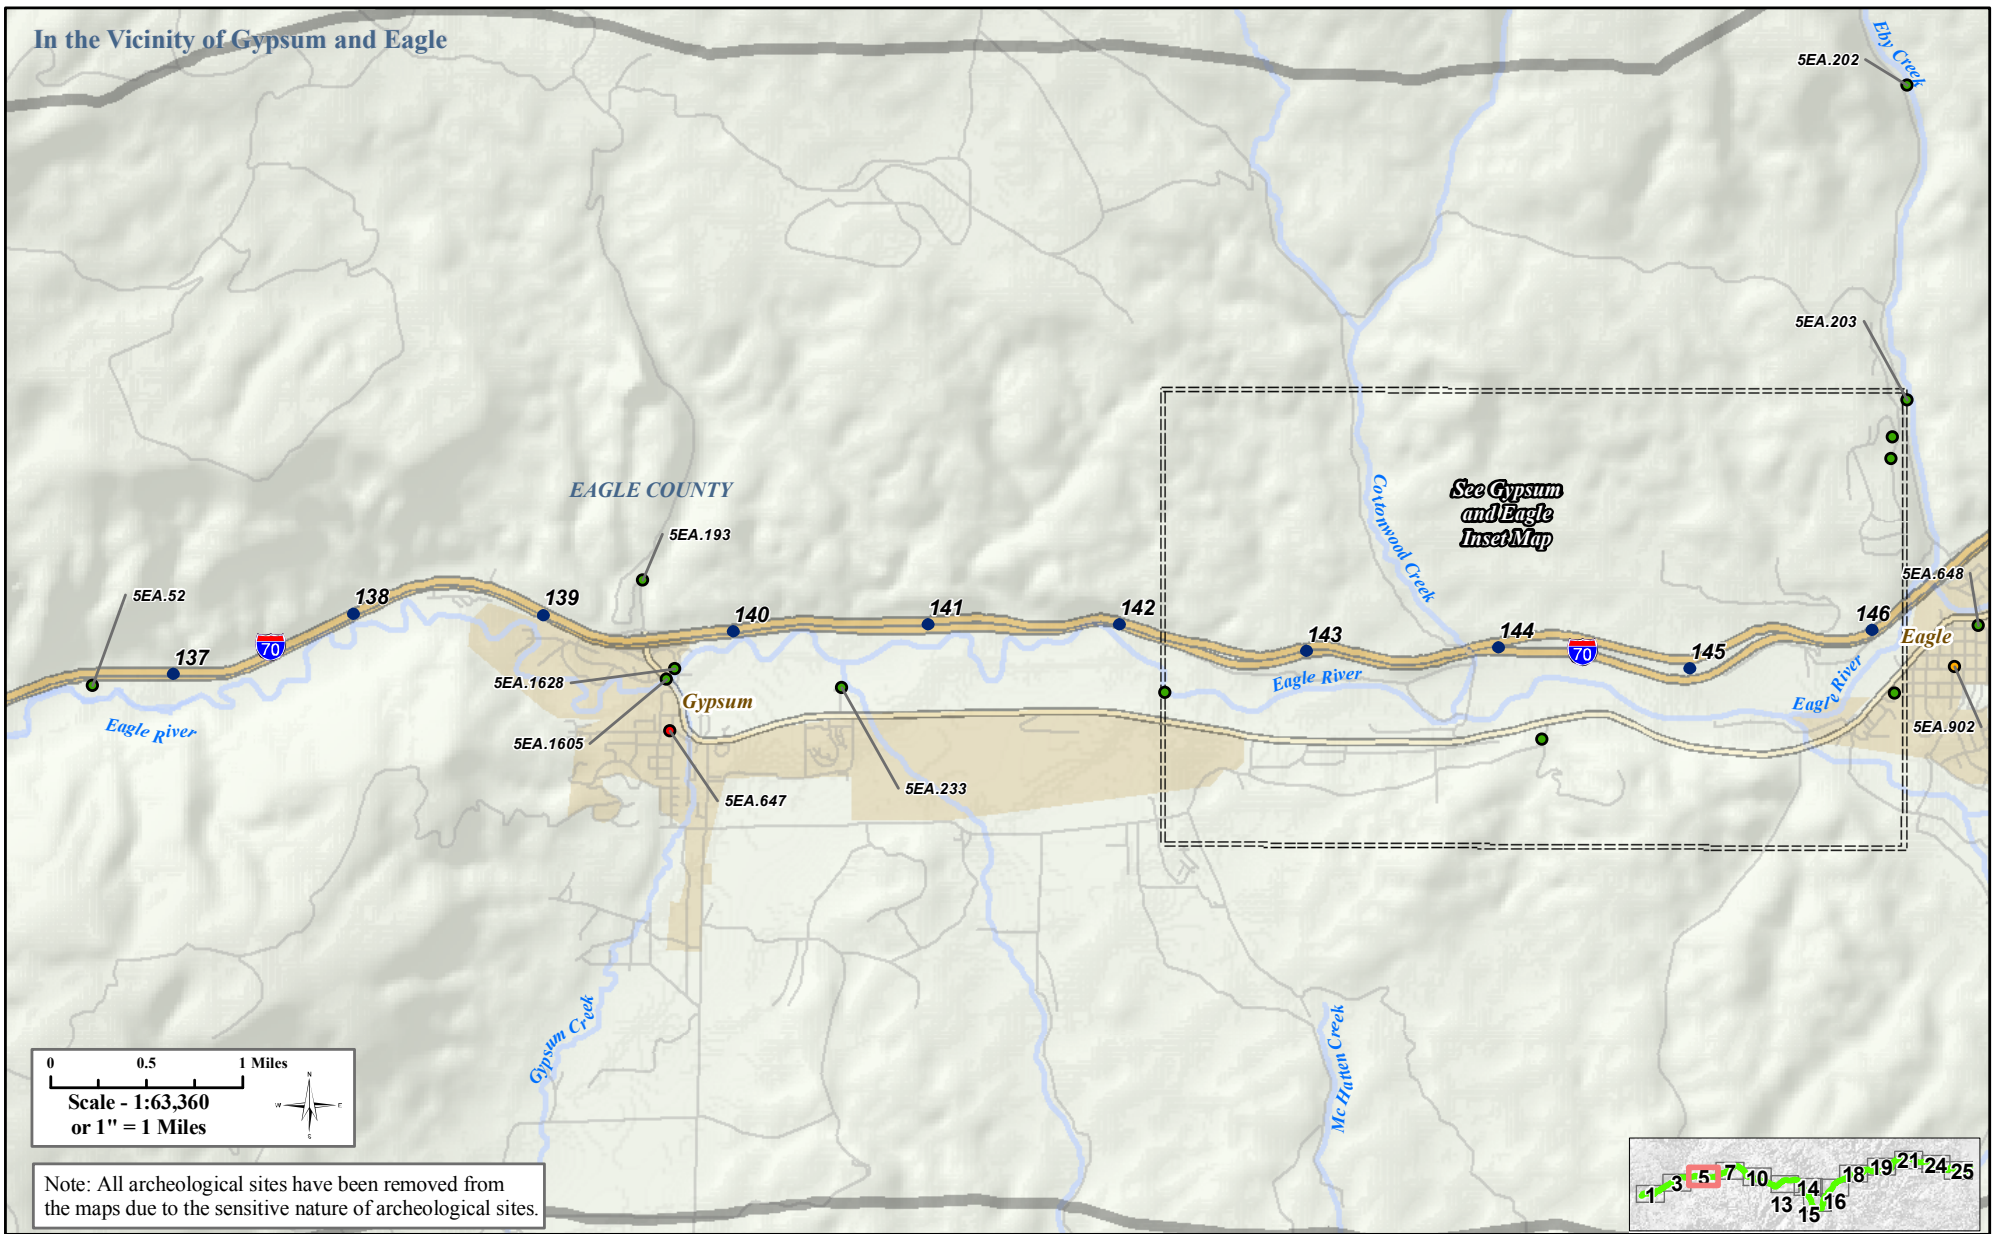 In the Vicinity of Gypsum and Eagle
Eby Creek
5EA.202
5EA.203
EAGLE COUNTY
See Gypsum
and Eagle
Inset Map
Cottonwood Creek
5EA.193
5EA.52
5EA.648
137
138
139
140
141
142
143
144
145
146
70
70
Eagle
Eagle River
Eagle River
Eagle River
5EA.1628
Gypsum
5EA.1605
5EA.647
5EA.233
5EA.902
Gypsum Creek
Mc Hatten Creek
0 0.5 1 Miles
Scale - 1:63,360
or 1" = 1 Miles
N
W E
S
Note: All archeological sites have been removed from
the maps due to the sensitive nature of archeological sites.
1 3 5 7 10 13 14 15 16 18 19 21 24 25